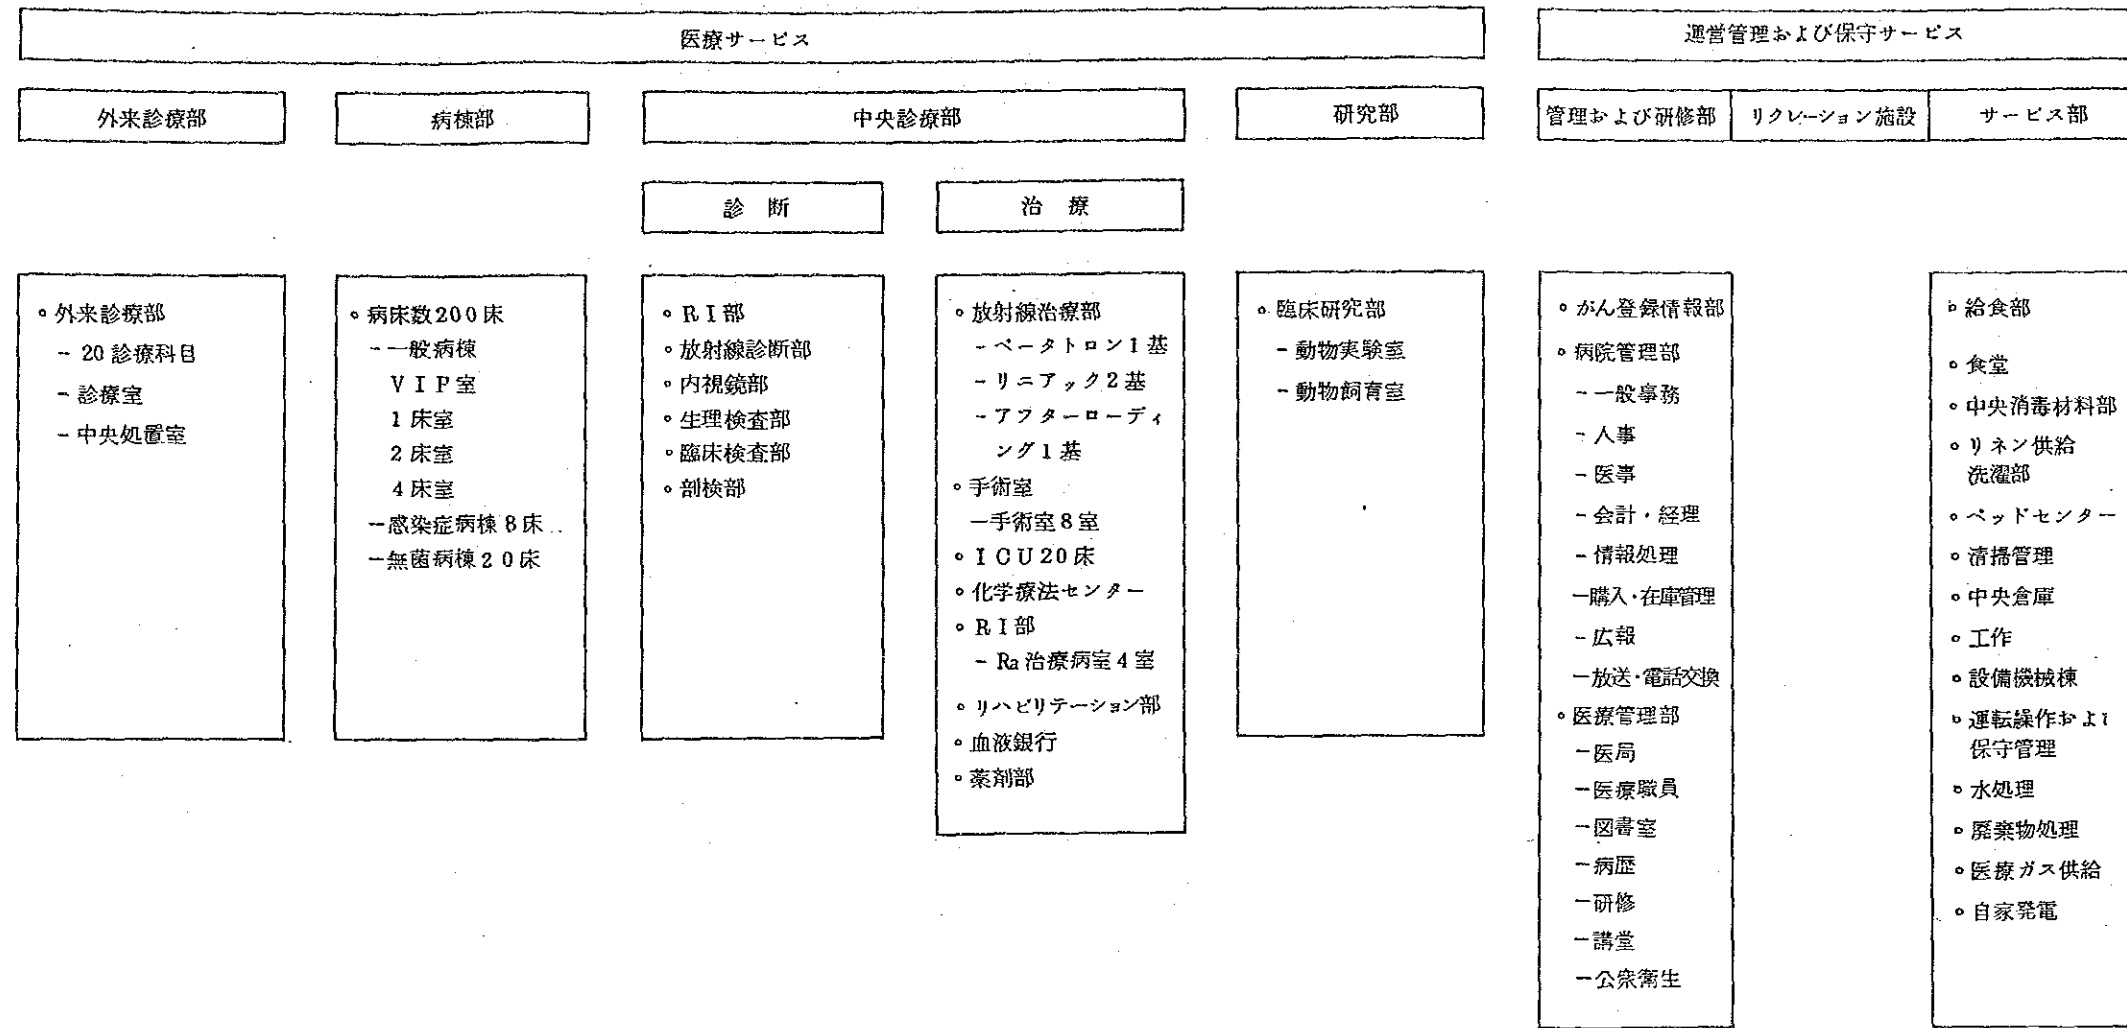 医療サービス
運営管理および保守サービス
外来診療部
病棟部
中央診療部
研究部
管理および研修部
リクレーション施設
サービス部
診 断
治 療
◦外来診療部
- 20診療科目
- 診療室
- 中央処置室
◦病床数200床
- 一般病棟
VIP室
1床室
2床室
4床室
-感染症病棟8床
-無菌病棟20床
◦RI部
◦放射線診断部
◦内視鏡部
◦生理検査部
◦臨床検査部
◦剖検部
◦放射線治療部
- ベータトロン1基
- リニアック2基
- アフターローディ
ング1基
◦手術室
-手術室8室
◦ICU20床
◦化学療法センター
◦RI部
- Ra治療病室4室
◦リハビリテーション部
◦血液銀行
◦薬剤部
◦臨床研究部
- 動物実験室
- 動物飼育室
◦がん登録情報部
◦病院管理部
- 一般事務
- 人事
- 医事
- 会計・経理
- 情報処理
-購入・在庫管理
- 広報
-放送・電話交換
◦医療管理部
-医局
-医療職員
-図書室
-病歴
-研修
-講堂
-公衆衛生
◦給食部
◦食堂
◦中央消毒材料部
◦リネン供給
洗濯部
◦ベッドセンター
◦清掃管理
◦中央倉庫
◦工作
◦設備機械棟
◦運転操作およ
保守管理
◦水処理
◦廃棄物処理
◦医療ガス供給
◦自家発電